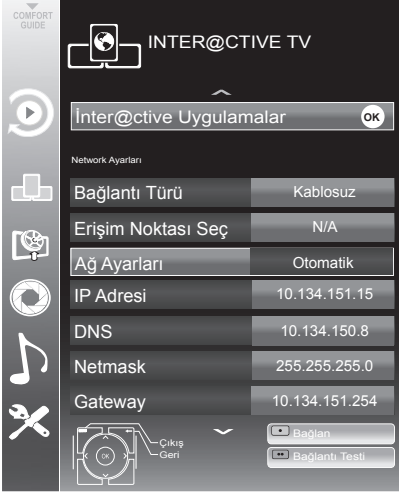 COMFORT
GUIDE
INTER@CTIVE TV
İnter@ctive Uygulamalar OK
Network Ayarları
Bağlantı Türü Kablosuz
Erişim Noktası Seç N/A
Ağ Ayarları Otomatik
IP Adresi 10.134.151.15
DNS 10.134.150.8
Netmask 255.255.255.0
Gateway 10.134.151.254
OK
Çıkış
Geri
Bağlan
Bağlantı Testi